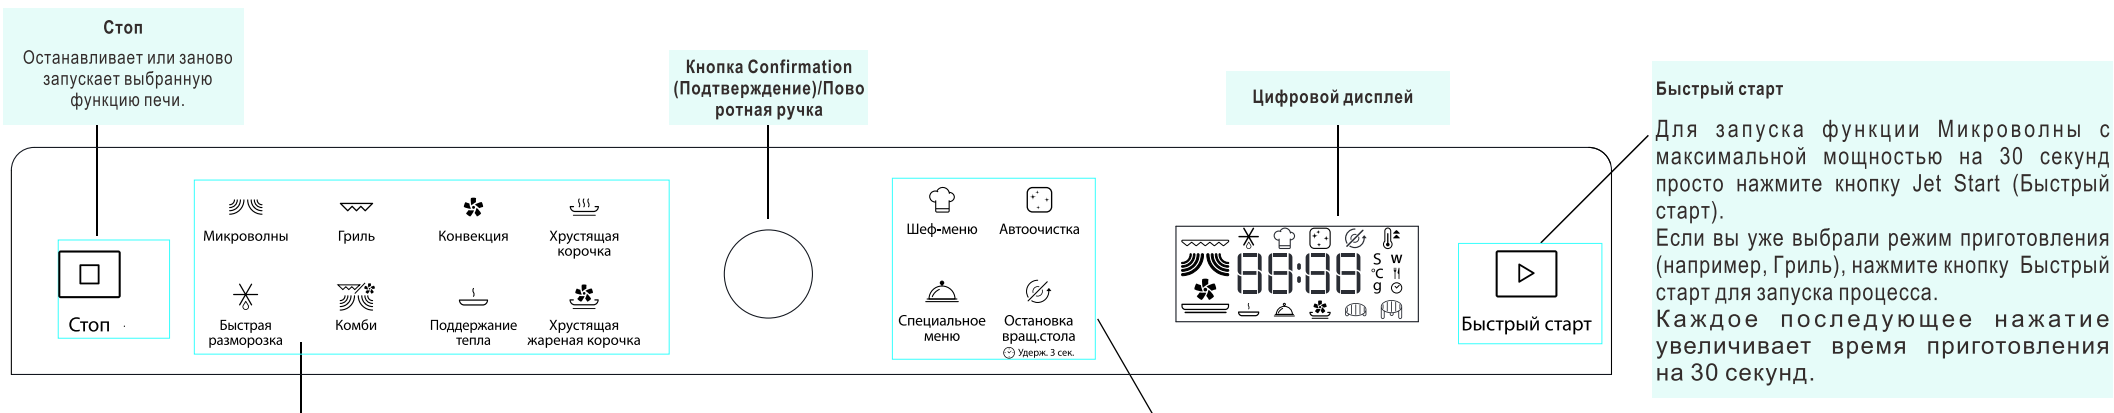 Стоп
Останавливает или заново
запускает выбранную
функцию печи.
Кнопка Confirmation
(Подтверждение)/Пово
ротная ручка
Цифровой дисплей
Быстрый старт
Для запуска функции Микроволны с
максимальной мощностью на 30 секунд
просто нажмите кнопку Jet Start (Быстрый
старт).
Если вы уже выбрали режим приготовления
(например, Гриль), нажмите кнопку Быстрый
старт для запуска процесса.
Каждое последующее нажатие
увеличивает время приготовления
на 30 секунд.
Стоп
Микроволны
Гриль
Конвекция
Хрустящая
корочка
Быстрая
разморозка
Комби
Поддержание
тепла
Хрустящая
жареная корочка
Шеф-меню
Автоочистка
Специальное
меню
Остановка
вращ.стола
Удерж. 3 сек.
88:88
S W
°C
g
Быстрый старт